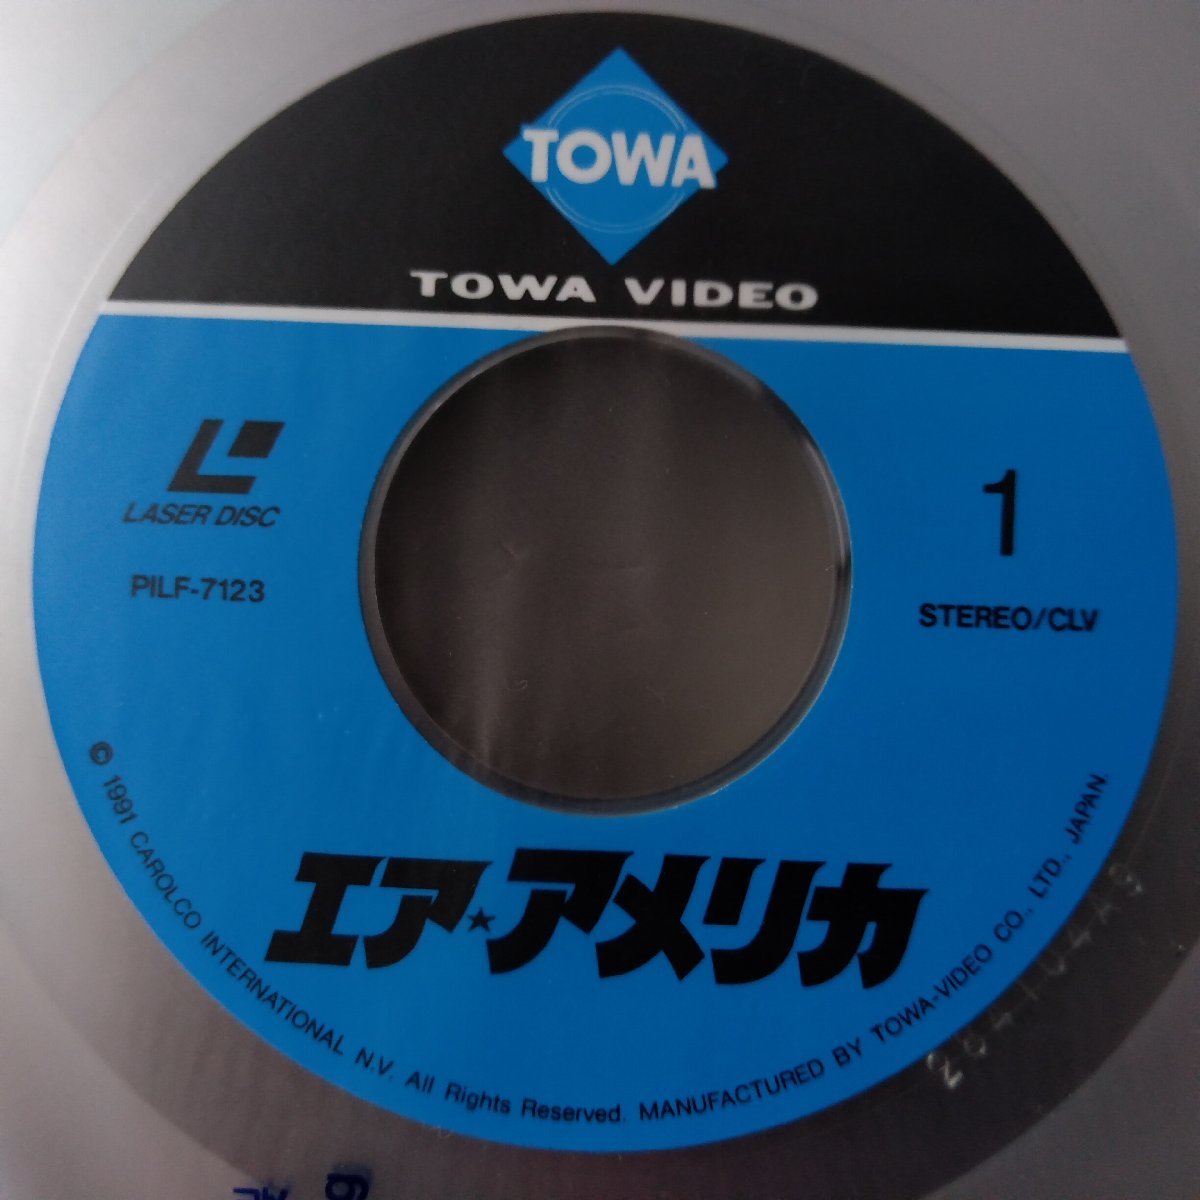 TOWA
TOWA VIDEO
LASER DISC
PILF-7123
1
STEREO/CLV
エア★アメリカ
© 1991 CAROLCO INTERNATIONAL N.V. All Rights Reserved. MANUFACTURED BY TOWA-VIDEO CO., LTD., JAPAN.